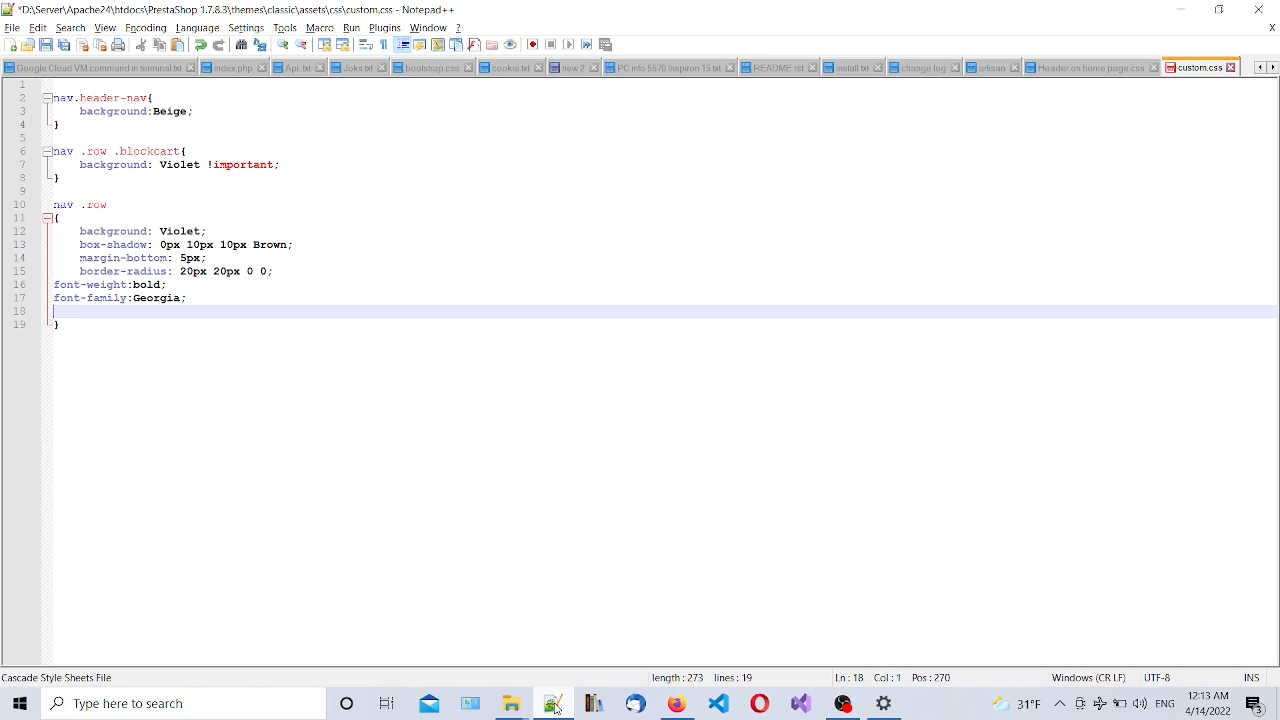 *D:\Server\Apache24\htdocs\PrestaShop 1.7.8.3\themes\classic\assets\css\custom.css - Notepad++
File Edit Search View Encoding Language Settings Tools Macro Run Plugins Window ? X
Google Cloud VM command in terminal.txt index.php Api .txt Joks.txt bootstrap.css cookie.txt new 2 PC info 5570 Inspiron 15.txt README.rst install.txt change.log artisan Header on home page.css custom.css
1
2 nav.header-nav{
3 background:Beige;
4 }
5
6 nav .row .blockcart{
7 background: Violet !important;
8 }
9
10 nav .row
11 {
12 background: Violet;
13 box-shadow: 0px 10px 10px Brown;
14 margin-bottom: 5px;
15 border-radius: 20px 20px 0 0;
16 font-weight:bold;
17 font-family:Georgia;
18
19 }
Cascade Style Sheets File length : 273 lines : 19 Ln : 18 Col : 1 Pos : 270 Windows (CR LF) UTF-8 INS
Type here to search 31°F ENG 12:13 AM
4/14/2022 3